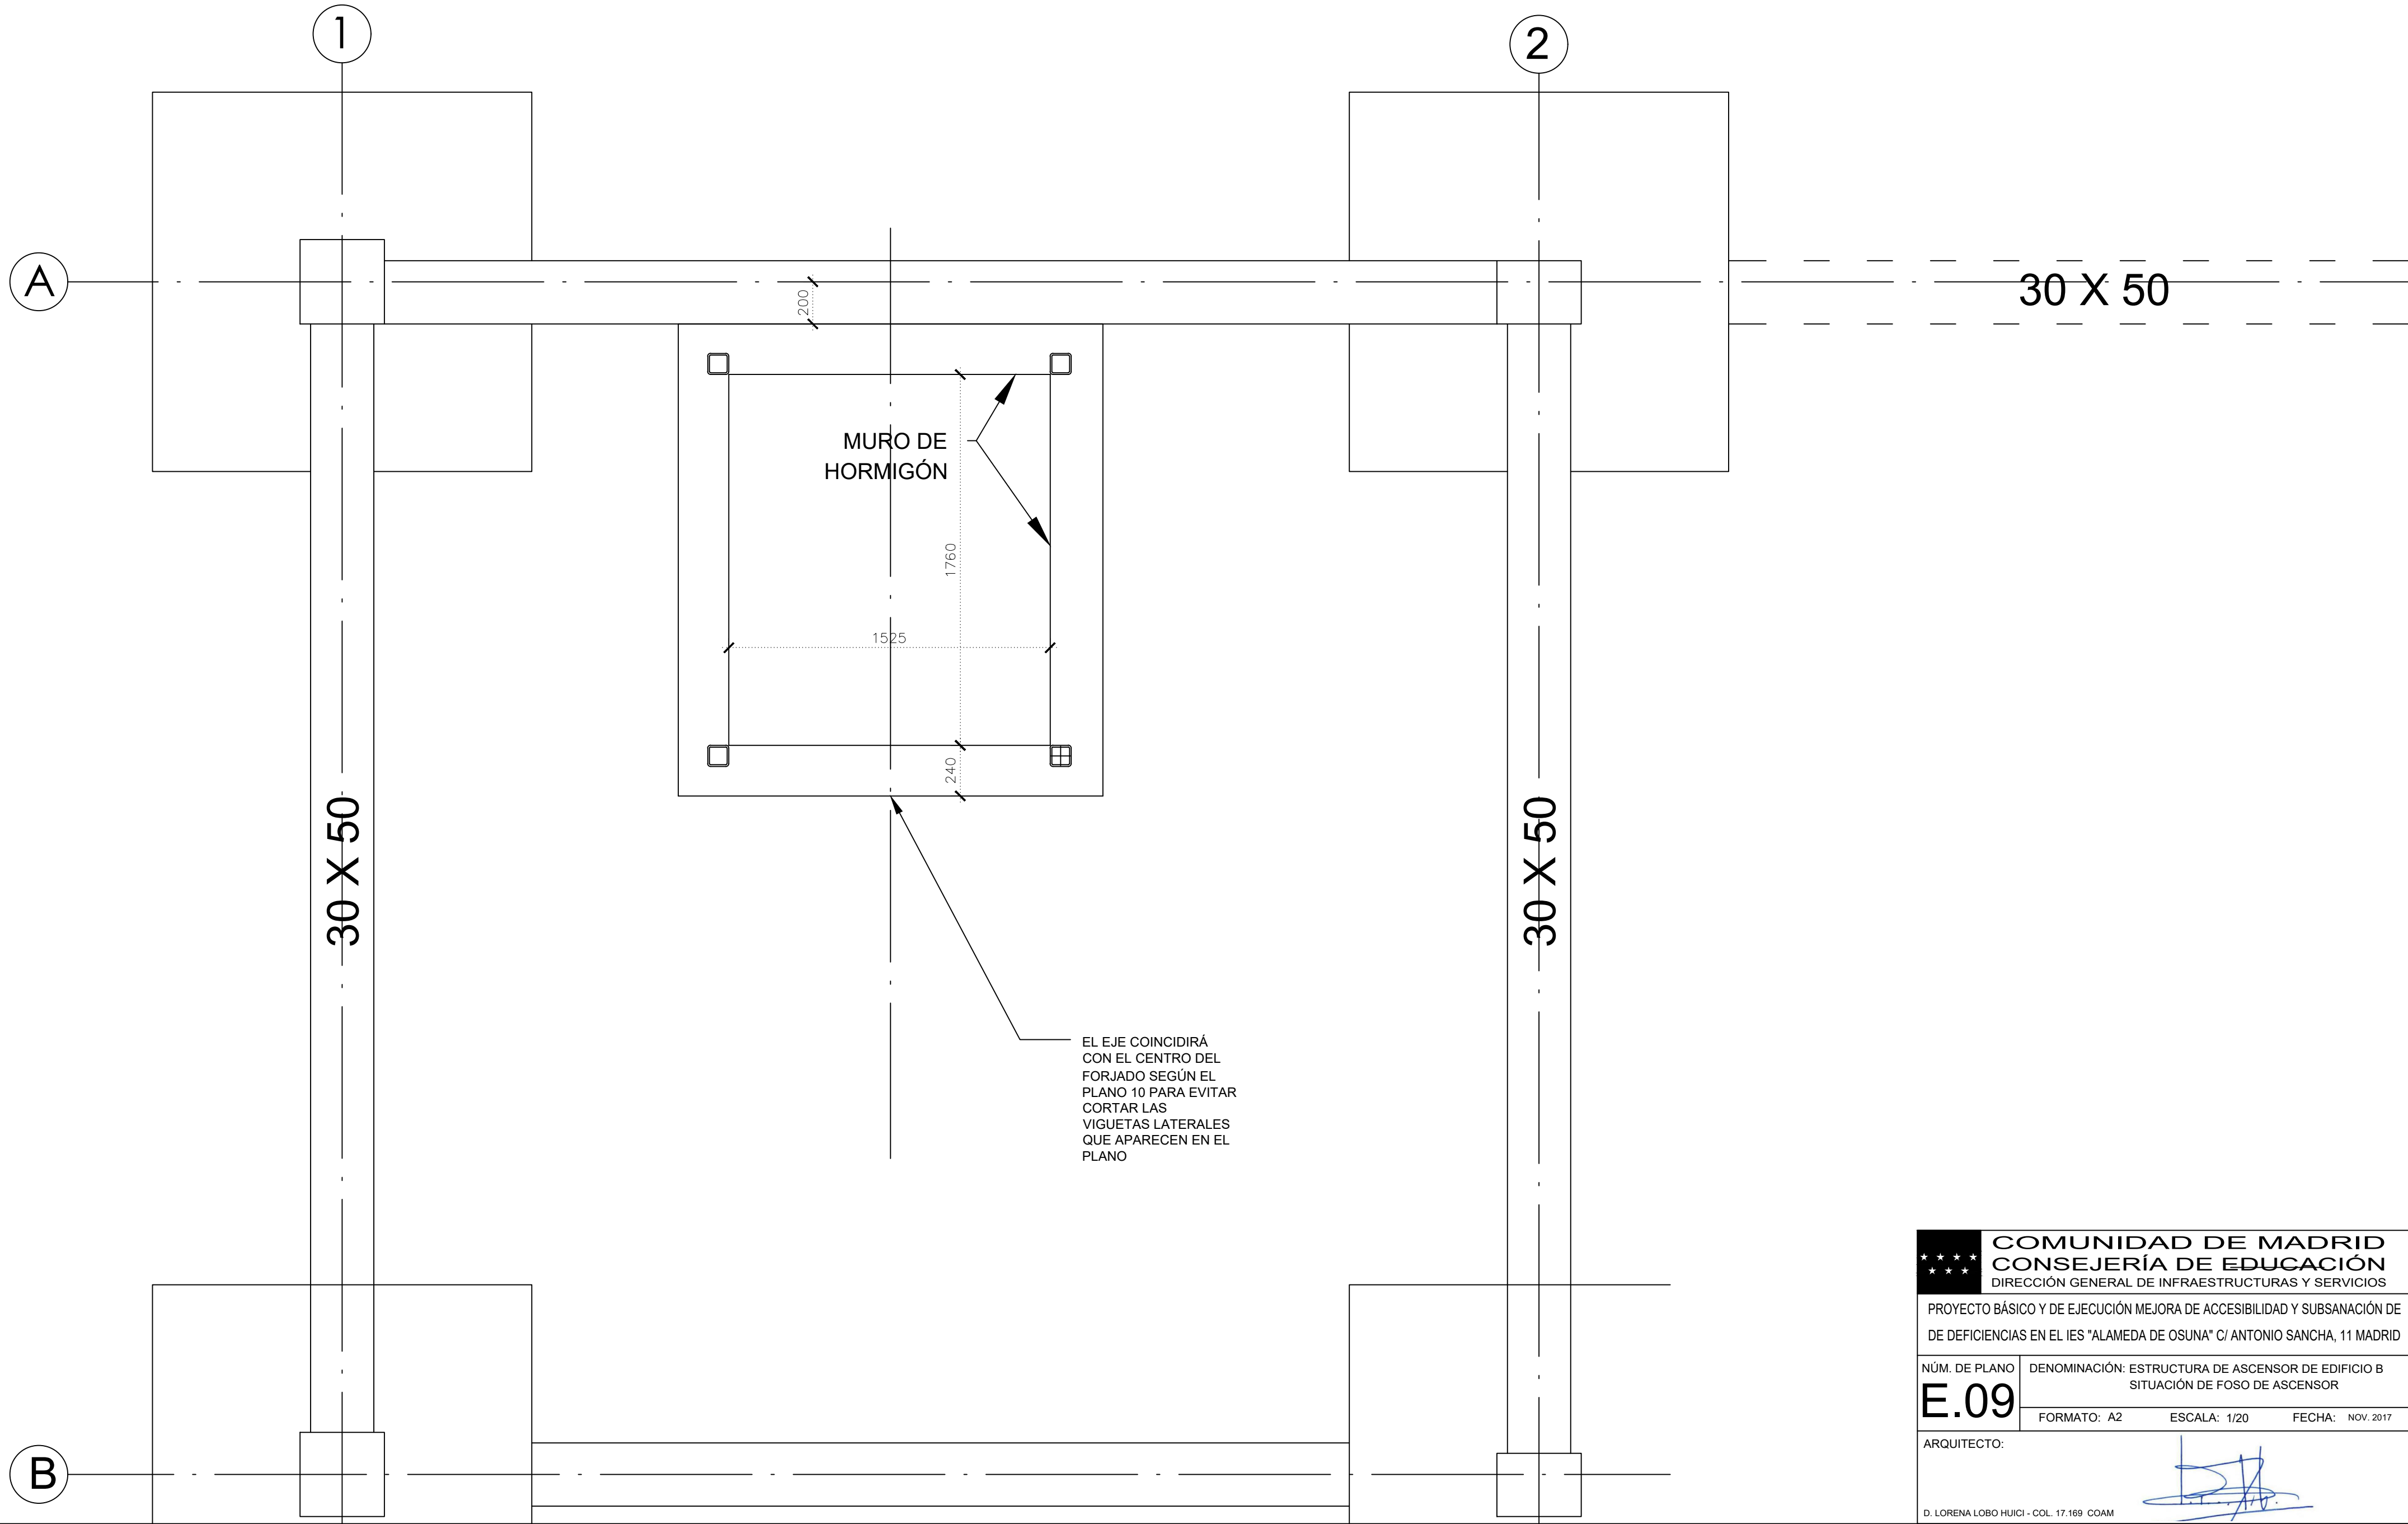 1
2
A
30 X 50
200
MURO DE
HORMIGÓN
1760
1525
240
30 X 50
30 X 50
EL EJE COINCIDIRÁ
CON EL CENTRO DEL
FORJADO SEGÚN EL
PLANO 10 PARA EVITAR
CORTAR LAS
VIGUETAS LATERALES
QUE APARECEN EN EL
PLANO
B
COMUNIDAD DE MADRID
CONSEJERÍA DE EDUCACIÓN
DIRECCIÓN GENERAL DE INFRAESTRUCTURAS Y SERVICIOS
PROYECTO BÁSICO Y DE EJECUCIÓN MEJORA DE ACCESIBILIDAD Y SUBSANACIÓN DE
DE DEFICIENCIAS EN EL IES "ALAMEDA DE OSUNA" C/ ANTONIO SANCHA, 11 MADRID
NÚM. DE PLANO
E.09
DENOMINACIÓN: ESTRUCTURA DE ASCENSOR DE EDIFICIO B
SITUACIÓN DE FOSO DE ASCENSOR
FORMATO: A2 ESCALA: 1/20 FECHA: NOV. 2017
ARQUITECTO:
D. LORENA LOBO HUICI - COL. 17.169 COAM